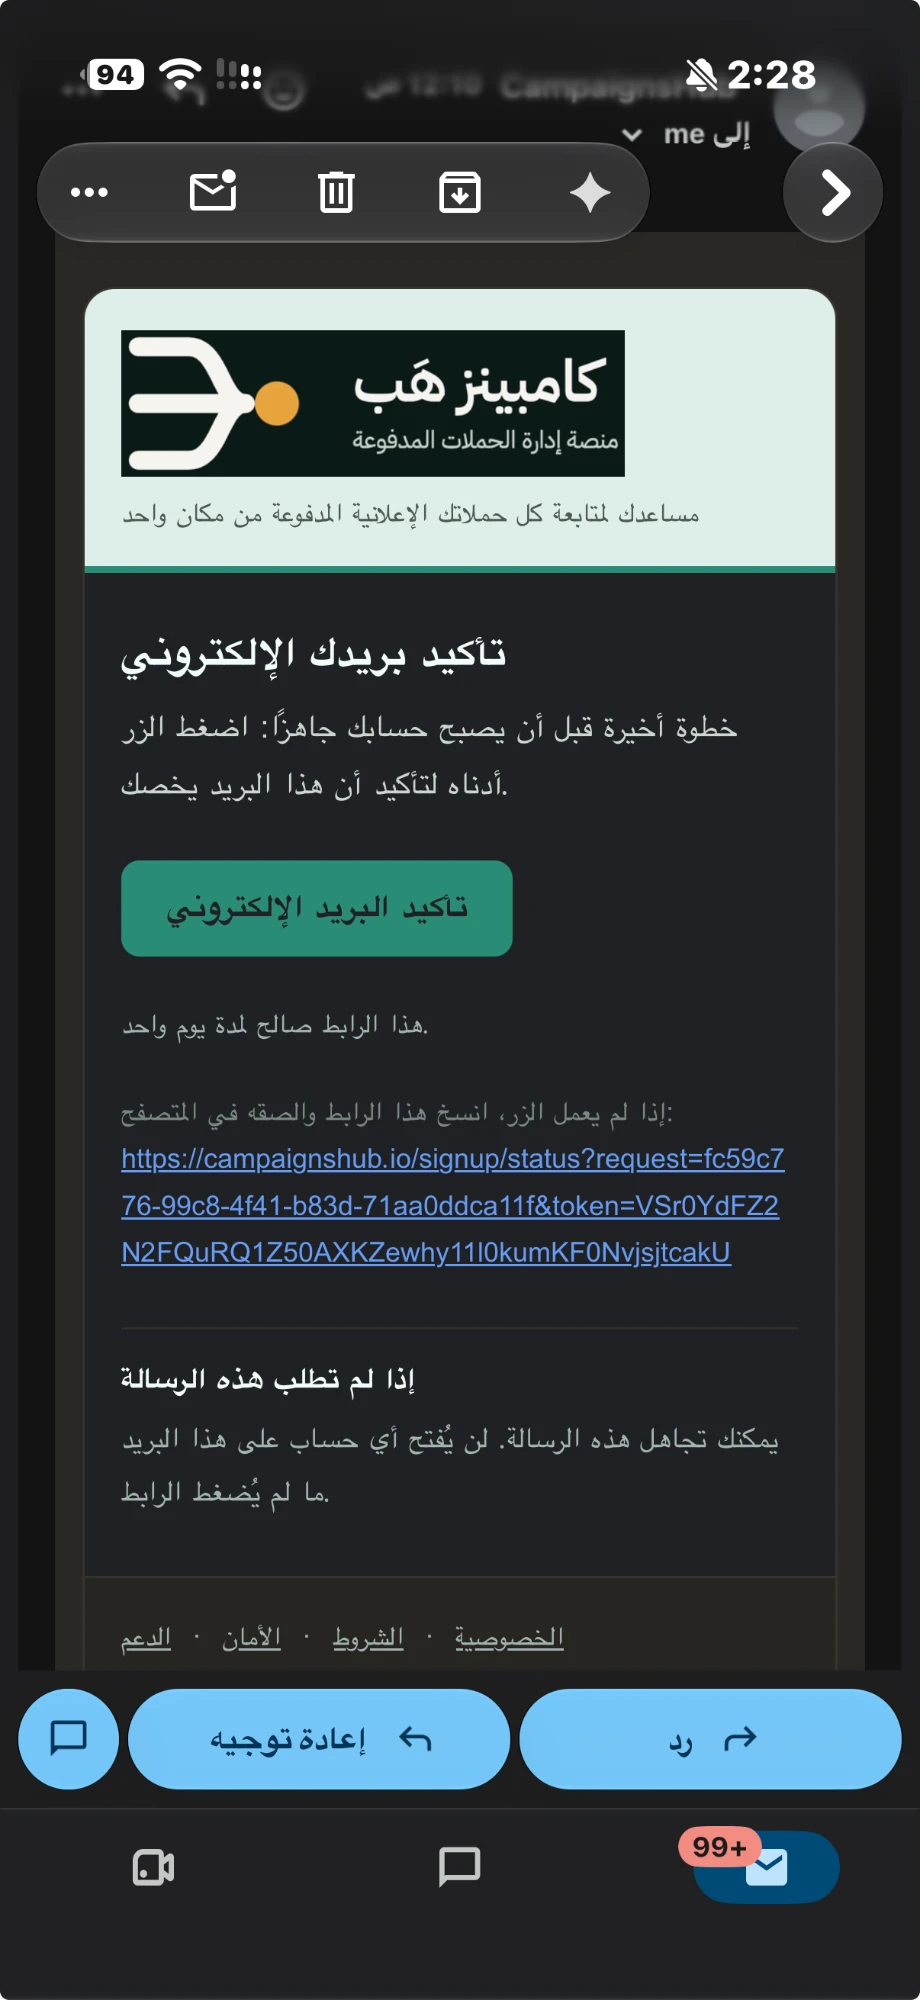 94
2:28
12:10 ص
إلى me
كامبينز هَب
منصة إدارة الحملات المدفوعة
مساعدك لمتابعة كل حملاتك الإعلانية المدفوعة من مكان واحد
تأكيد بريدك الإلكتروني
خطوة أخيرة قبل أن يصبح حسابك جاهزًا: اضغط الزر
أدناه لتأكيد أن هذا البريد يخصك.
تأكيد البريد الإلكتروني
هذا الرابط صالح لمدة يوم واحد.
إذا لم يعمل الزر، انسخ هذا الرابط والصقه في المتصفح:
https://campaignshub.io/signup/status?request=fc59c7
76-99c8-4f41-b83d-71aa0ddca11f&token=VSr0YdFZ2
N2FQuRQ1Z50AXKZewhy11l0kumKF0NvjsjtcakU
إذا لم تطلب هذه الرسالة
يمكنك تجاهل هذه الرسالة. لن يُفتح أي حساب على هذا البريد
ما لم يُضغط الرابط.
الخصوصية · الشروط · الأمان · الدعم
رد
إعادة توجيه
99+